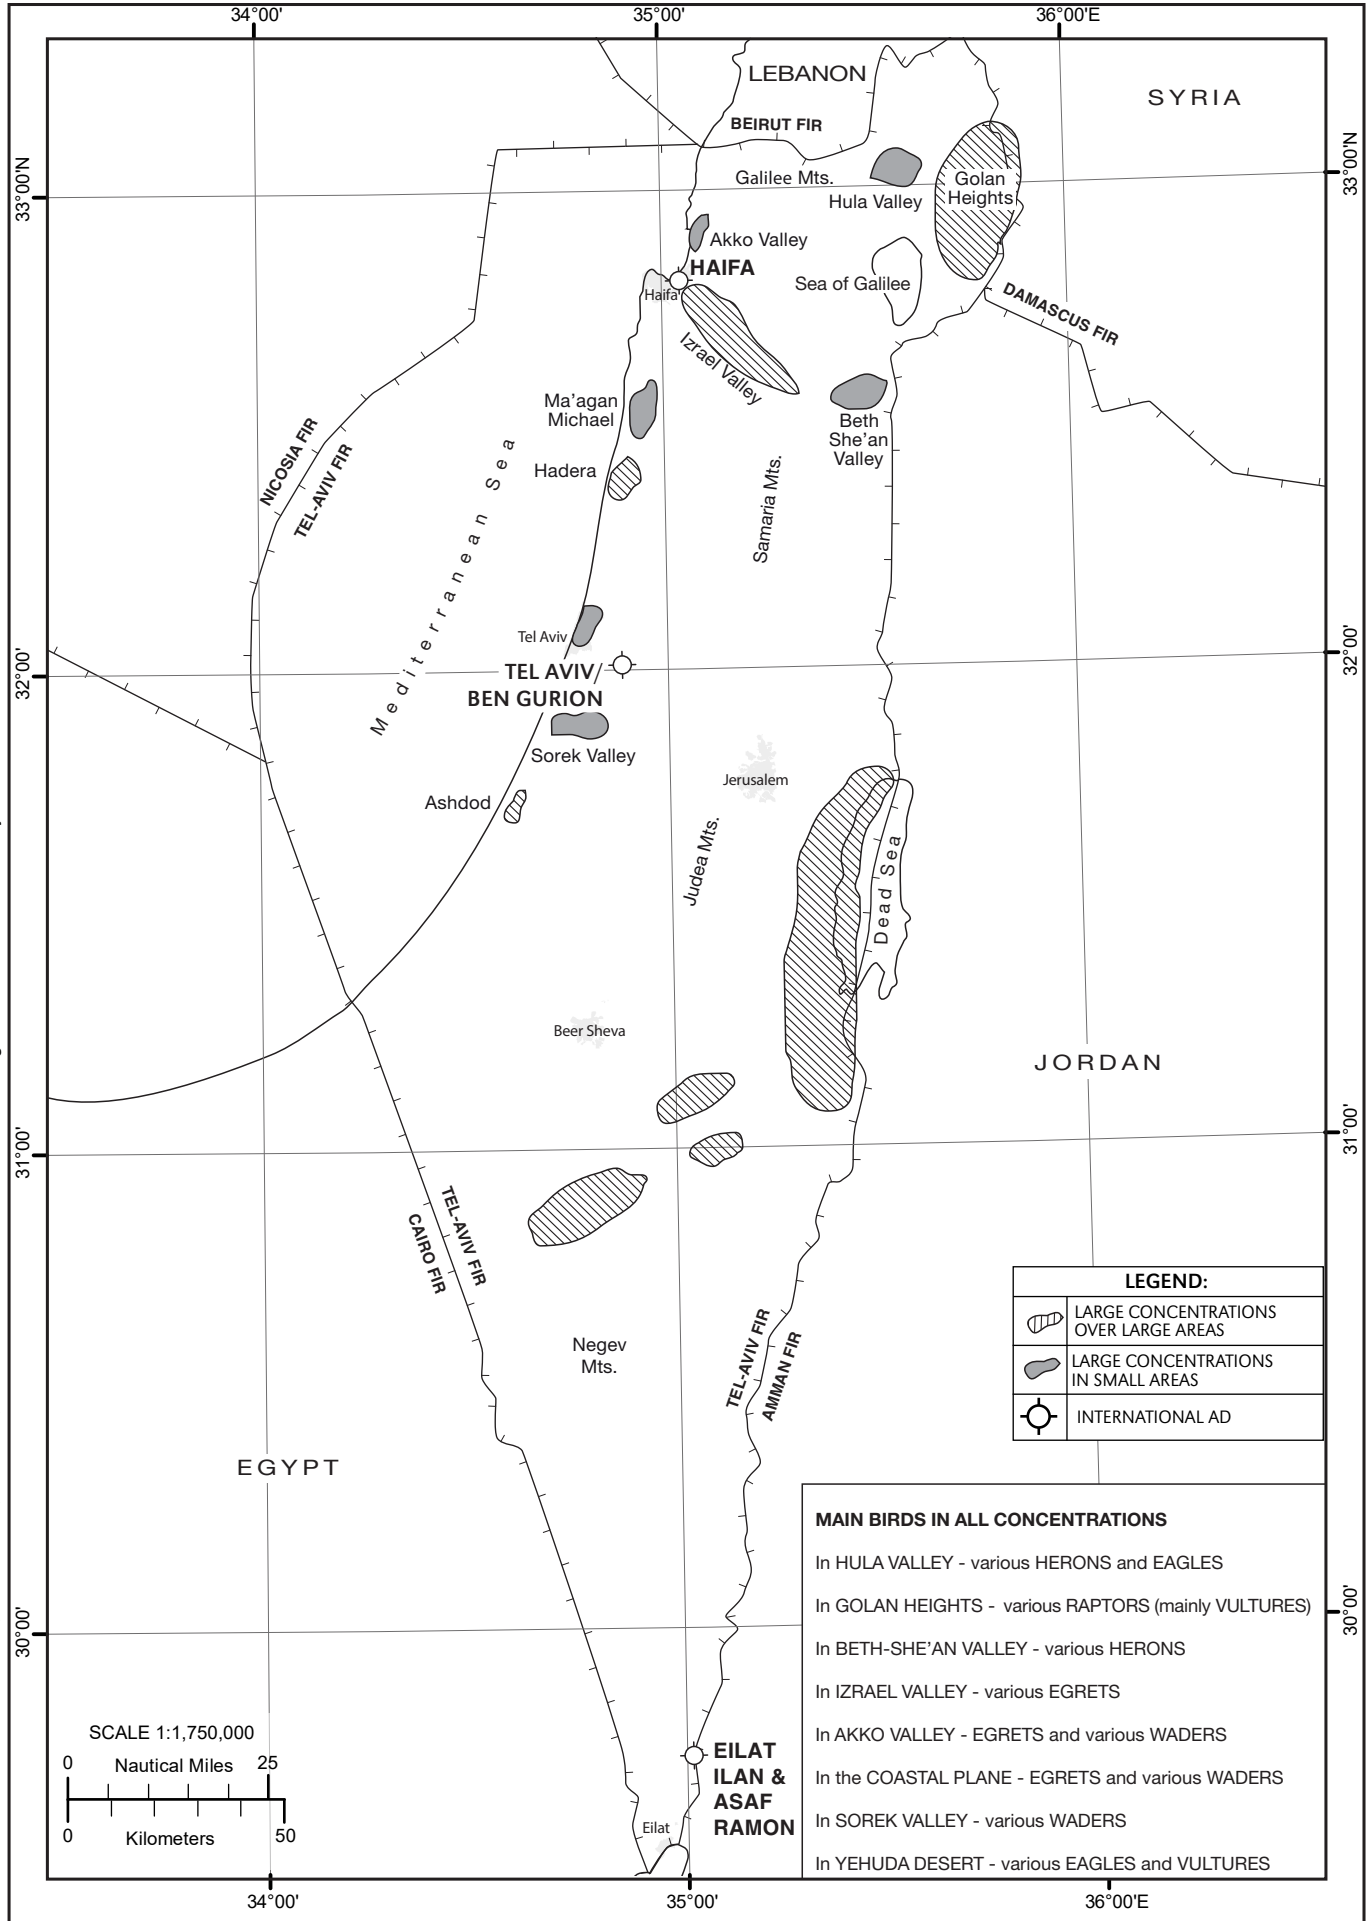 34°00'
35°00'
36°00'E
LEBANON
SYRIA
BEIRUT FIR
33°00'N
33°00'N
Galilee Mts.
Hula Valley
Golan
Heights
Akko Valley
HAIFA
Haifa
Sea of Galilee
DAMASCUS FIR
Izrael Valley
Ma'agan
Michael
Beth
She'an
Valley
Hadera
NICOSIA FIR
TEL-AVIV FIR
Mediterranean Sea
Samaria Mts.
Tel Aviv
32°00'
32°00'
TEL AVIV/
BEN GURION
Sorek Valley
Jerusalem
Ashdod
Judea Mts.
Dead Sea
Beer Sheva
JORDAN
31°00'
31°00'
TEL-AVIV FIR
CAIRO FIR
LEGEND:
LARGE CONCENTRATIONS
OVER LARGE AREAS
LARGE CONCENTRATIONS
IN SMALL AREAS
INTERNATIONAL AD
Negev
Mts.
TEL-AVIV FIR
AMMAN FIR
EGYPT
MAIN BIRDS IN ALL CONCENTRATIONS
In HULA VALLEY - various HERONS and EAGLES
In GOLAN HEIGHTS - various RAPTORS (mainly VULTURES)
In BETH-SHE'AN VALLEY - various HERONS
In IZRAEL VALLEY - various EGRETS
In AKKO VALLEY - EGRETS and various WADERS
In the COASTAL PLANE - EGRETS and various WADERS
In SOREK VALLEY - various WADERS
In YEHUDA DESERT - various EAGLES and VULTURES
30°00'
30°00'
SCALE 1:1,750,000
0 Nautical Miles 25
0 Kilometers 50
EILAT
ILAN &
ASAF
RAMON
Eilat
34°00'
35°00'
36°00'E